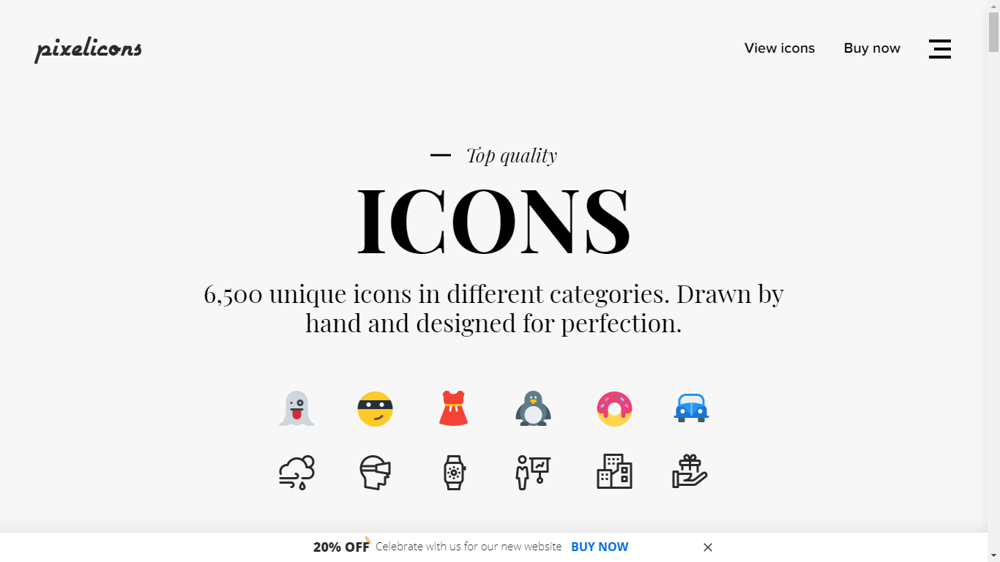 pixelicons
View icons
Buy now
Top quality
ICONS
6,500 unique icons in different categories. Drawn by
hand and designed for perfection.
20% OFF Celebrate with us for our new website BUY NOW